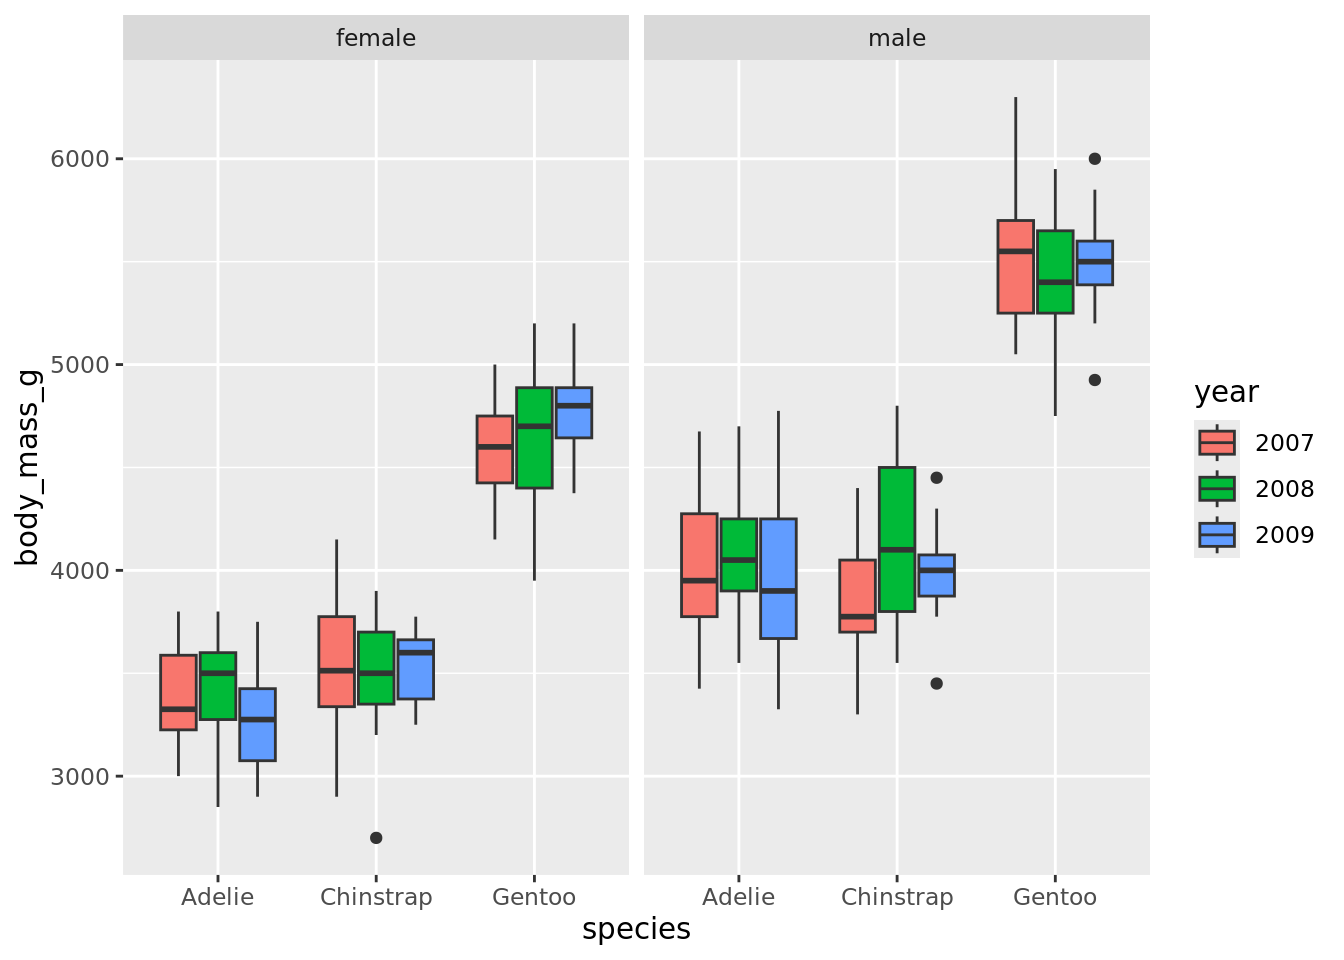 female male
6000
5000
4000
3000
body_mass_g
Adelie Chinstrap Gentoo Adelie Chinstrap Gentoo
species
year
2007
2008
2009